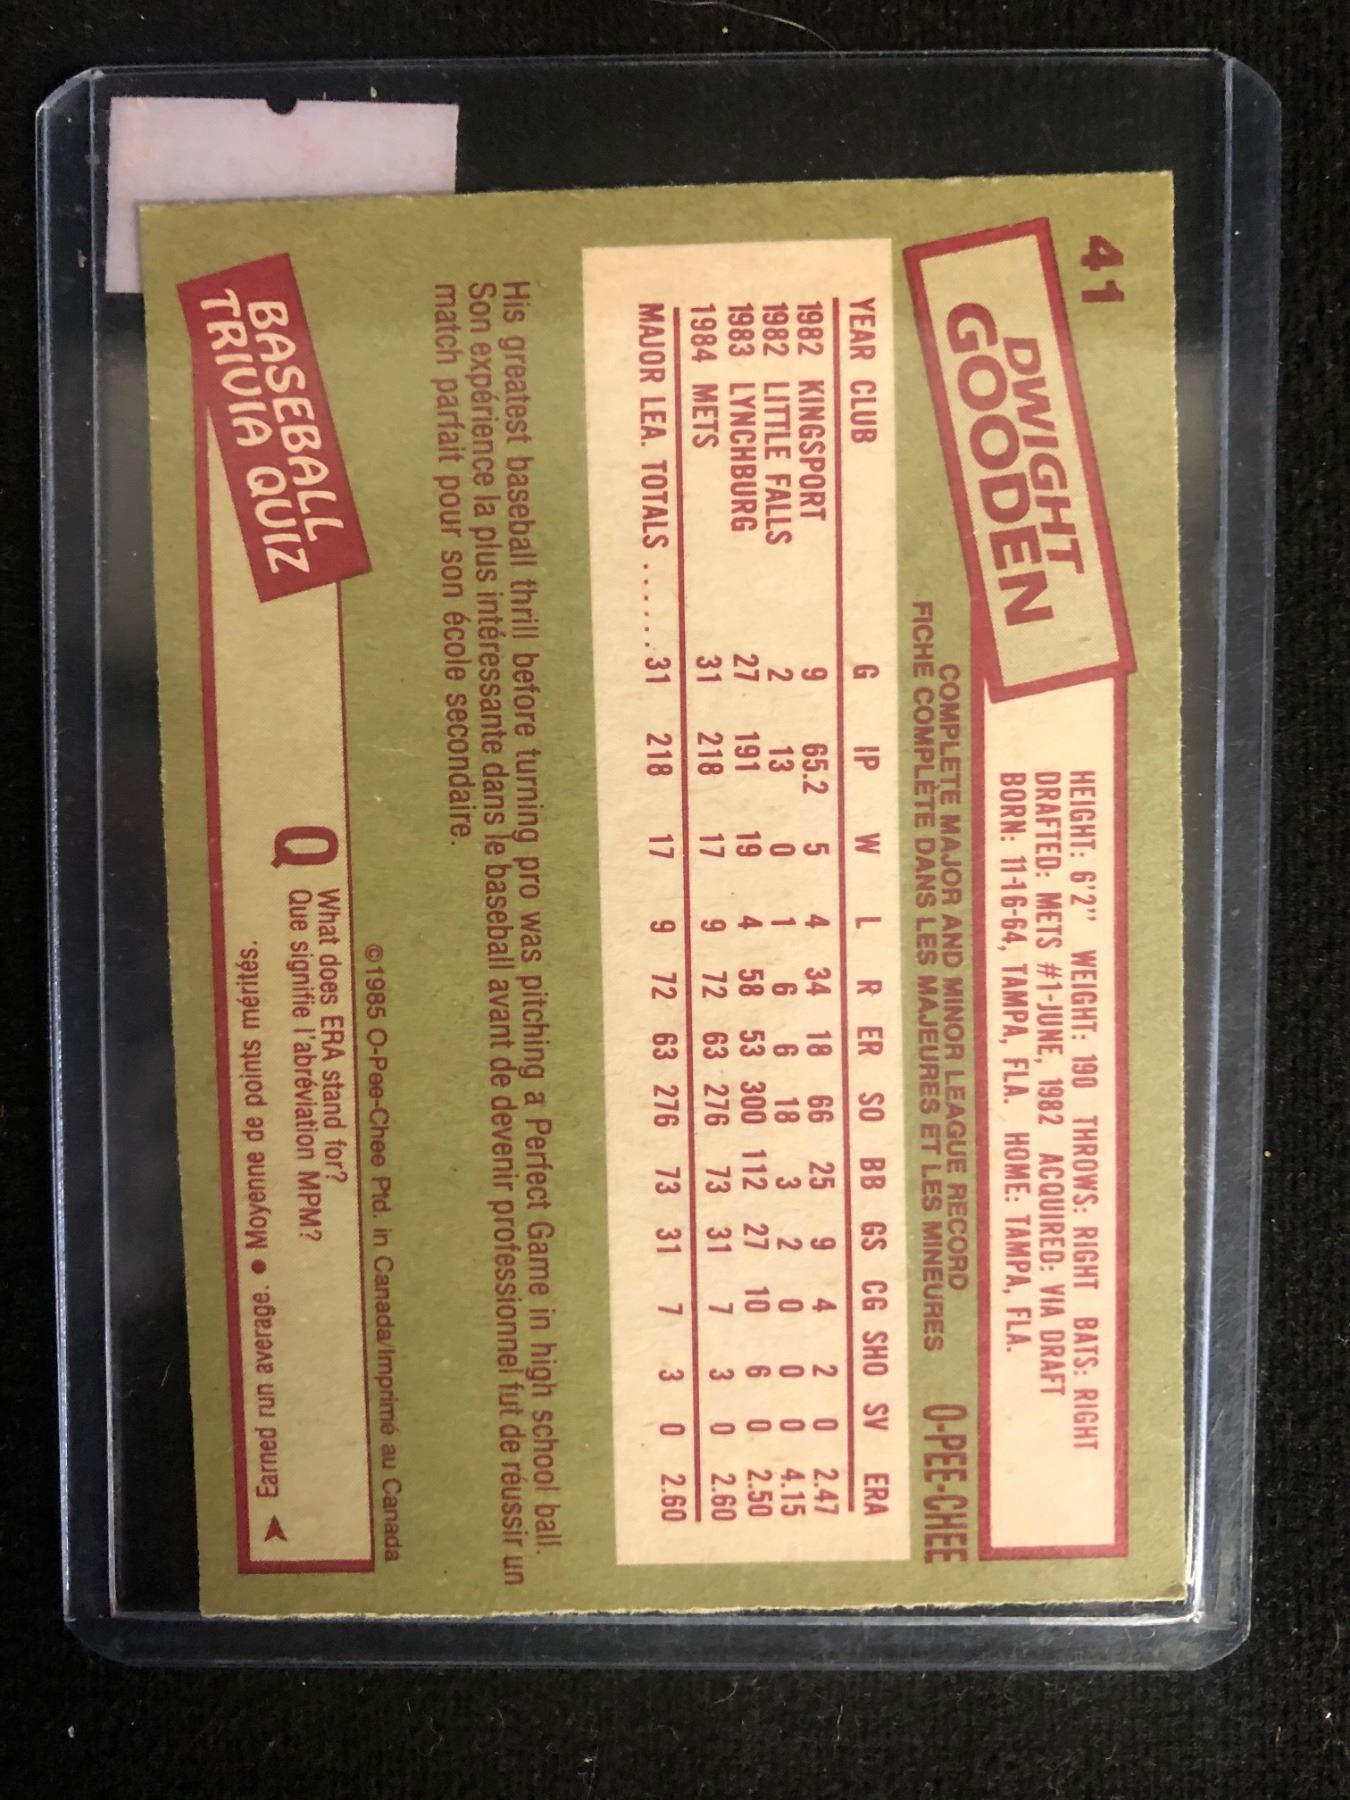 41
DWIGHT
GOODEN
HEIGHT: 6'2" WEIGHT: 190 THROWS: RIGHT BATS: RIGHT
DRAFTED: METS #1-JUNE, 1982 ACQUIRED: VIA DRAFT
BORN: 11-16-64, TAMPA, FLA. HOME: TAMPA, FLA.
COMPLETE MAJOR AND MINOR LEAGUE RECORD
FICHE COMPLÈTE DANS LES MAJEURES ET LES MINEURES O-PEE-CHEE
YEAR CLUB G IP W L R ER SO BB GS CG SHO SV ERA
1982 KINGSPORT 9 65.2 5 4 34 18 66 25 9 4 2 0 2.47
1982 LITTLE FALLS 2 13 0 1 6 6 18 3 2 0 0 0 4.15
1983 LYNCHBURG 27 191 19 4 58 53 300 112 27 10 6 0 2.50
1984 METS 31 218 17 9 72 63 276 73 31 7 3 0 2.60
MAJOR LEA. TOTALS ...... 31 218 17 9 72 63 276 73 31 7 3 0 2.60
His greatest baseball thrill before turning pro was pitching a Perfect Game in high school ball.
Son expérience la plus intéressante dans le baseball avant de devenir professionnel fut de réussir un
match parfait pour son école secondaire.
©1985 O-Pee-Chee Ptd. in Canada/Imprimé au Canada
BASEBALL
TRIVIA QUIZ
Q What does ERA stand for?
Que signifie l'abréviation MPM?
Earned run average. • Moyenne de points mérités.